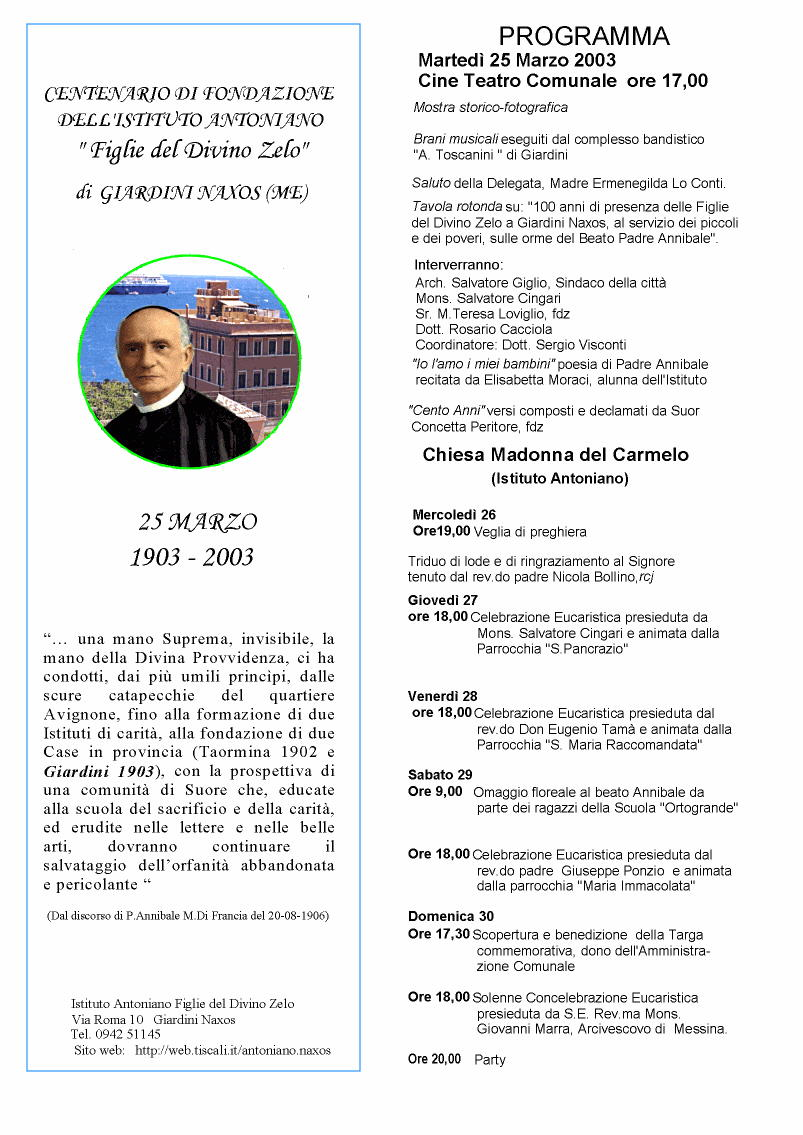 CENTENARIO DI FONDAZIONE
DELL'ISTITUTO ANTONIANO
" Figlie del Divino Zelo"
di GIARDINI NAXOS (ME)
25 MARZO
1903 - 2003
“… una mano Suprema, invisibile, la
mano della Divina Provvidenza, ci ha
condotti, dai più umili princìpi, dalle
scure catapecchie del quartiere
Avignone, fino alla formazione di due
Istituti di carità, alla fondazione di due
Case in provincia (Taormina 1902 e
Giardini 1903), con la prospettiva di
una comunità di Suore che, educate
alla scuola del sacrificio e della carità,
ed erudite nelle lettere e nelle belle
arti, dovranno continuare il
salvataggio dell’orfanità abbandonata
e pericolante “
(Dal discorso di P.Annibale M.Di Francia del 20-08-1906)
Istituto Antoniano Figlie del Divino Zelo
Via Roma 10 Giardini Naxos
Tel. 0942 51145
Sito web: http://web.tiscali.it/antoniano.naxos
PROGRAMMA
Martedì 25 Marzo 2003
Cine Teatro Comunale ore 17,00
Mostra storico-fotografica
Brani musicali eseguiti dal complesso bandistico
"A. Toscanini " di Giardini
Saluto della Delegata, Madre Ermenegilda Lo Conti.
Tavola rotonda su: "100 anni di presenza delle Figlie
del Divino Zelo a Giardini Naxos, al servizio dei piccoli
e dei poveri, sulle orme del Beato Padre Annibale".
Interverranno:
Arch. Salvatore Giglio, Sindaco della città
Mons. Salvatore Cingari
Sr. M.Teresa Loviglio, fdz
Dott. Rosario Cacciola
Coordinatore: Dott. Sergio Visconti
"Io l'amo i miei bambini" poesia di Padre Annibale
recitata da Elisabetta Moraci, alunna dell'Istituto
"Cento Anni" versi composti e declamati da Suor
Concetta Peritore, fdz
Chiesa Madonna del Carmelo
(Istituto Antoniano)
Mercoledì 26
Ore19,00 Veglia di preghiera
Triduo di lode e di ringraziamento al Signore
tenuto dal rev.do padre Nicola Bollino,rcj
Giovedì 27
ore 18,00 Celebrazione Eucaristica presieduta da
Mons. Salvatore Cingari e animata dalla
Parrocchia "S.Pancrazio"
Venerdì 28
ore 18,00 Celebrazione Eucaristica presieduta dal
rev.do Don Eugenio Tamà e animata dalla
Parrocchia "S. Maria Raccomandata"
Sabato 29
Ore 9,00 Omaggio floreale al beato Annibale da
parte dei ragazzi della Scuola "Ortogrande"
Ore 18,00 Celebrazione Eucaristica presieduta dal
rev.do padre Giuseppe Ponzio e animata
dalla parrocchia "Maria Immacolata"
Domenica 30
Ore 17,30 Scopertura e benedizione della Targa
commemorativa, dono dell'Amministra-
zione Comunale
Ore 18,00 Solenne Concelebrazione Eucaristica
presieduta da S.E. Rev.ma Mons.
Giovanni Marra, Arcivescovo di Messina.
Ore 20,00 Party